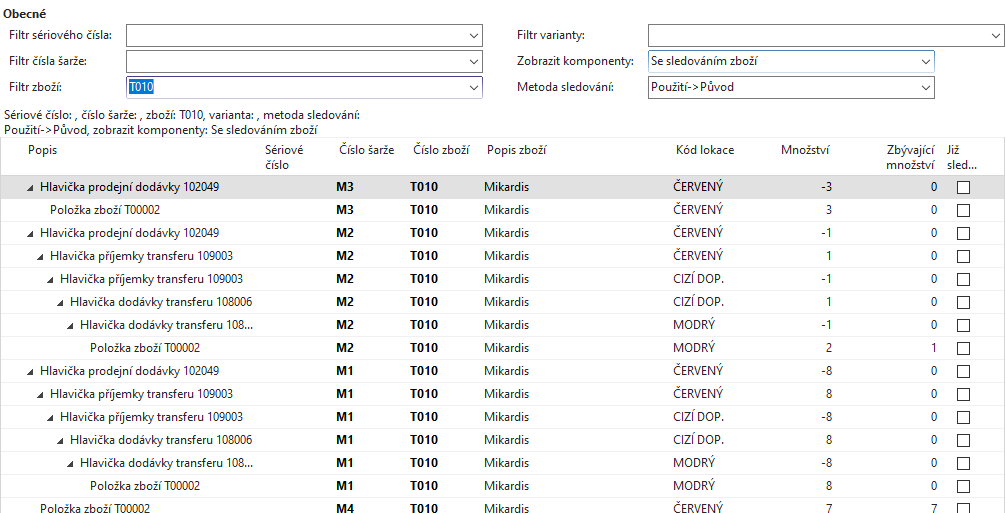 Obecné
Filtr sériového čísla: Filtr varianty:
Filtr čísla šarže: Zobrazit komponenty: Se sledováním zboží
Filtr zboží: T010 Metoda sledování: Použití->Původ
Sériové číslo: , číslo šarže: , zboží: T010, varianta: , metoda sledování:
Použití->Původ, zobrazit komponenty: Se sledováním zboží
Popis Sériové číslo Číslo šarže Číslo zboží Popis zboží Kód lokace Množství Zbývající množství Již sled...
Hlavička prodejní dodávky 102049 M3 T010 Mikardis ČERVENÝ -3 0
Položka zboží T00002 M3 T010 Mikardis ČERVENÝ 3 0
Hlavička prodejní dodávky 102049 M2 T010 Mikardis ČERVENÝ -1 0
Hlavička příjemky transferu 109003 M2 T010 Mikardis ČERVENÝ 1 0
Hlavička příjemky transferu 109003 M2 T010 Mikardis CIZÍ DOP. -1 0
Hlavička dodávky transferu 108006 M2 T010 Mikardis CIZÍ DOP. 1 0
Hlavička dodávky transferu 108... M2 T010 Mikardis MODRÝ -1 0
Položka zboží T00002 M2 T010 Mikardis MODRÝ 2 1
Hlavička prodejní dodávky 102049 M1 T010 Mikardis ČERVENÝ -8 0
Hlavička příjemky transferu 109003 M1 T010 Mikardis ČERVENÝ 8 0
Hlavička příjemky transferu 109003 M1 T010 Mikardis CIZÍ DOP. -8 0
Hlavička dodávky transferu 108006 M1 T010 Mikardis CIZÍ DOP. 8 0
Hlavička dodávky transferu 108... M1 T010 Mikardis MODRÝ -8 0
Položka zboží T00002 M1 T010 Mikardis MODRÝ 8 0
Položka zboží T00002 M4 T010 Mikardis ČERVENÝ 7 7